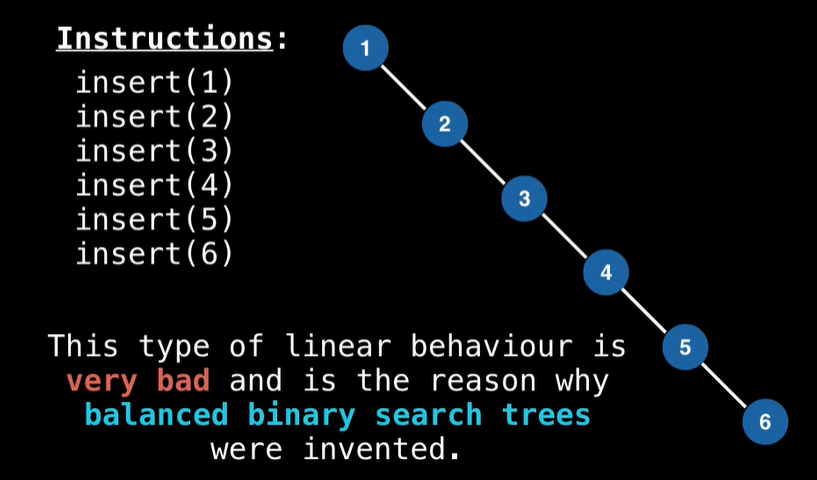 Instructions:
insert(1)
insert(2)
insert(3)
insert(4)
insert(5)
insert(6)
1
2
3
4
5
6
This type of linear behaviour is
very bad and is the reason why
balanced binary search trees
were invented.